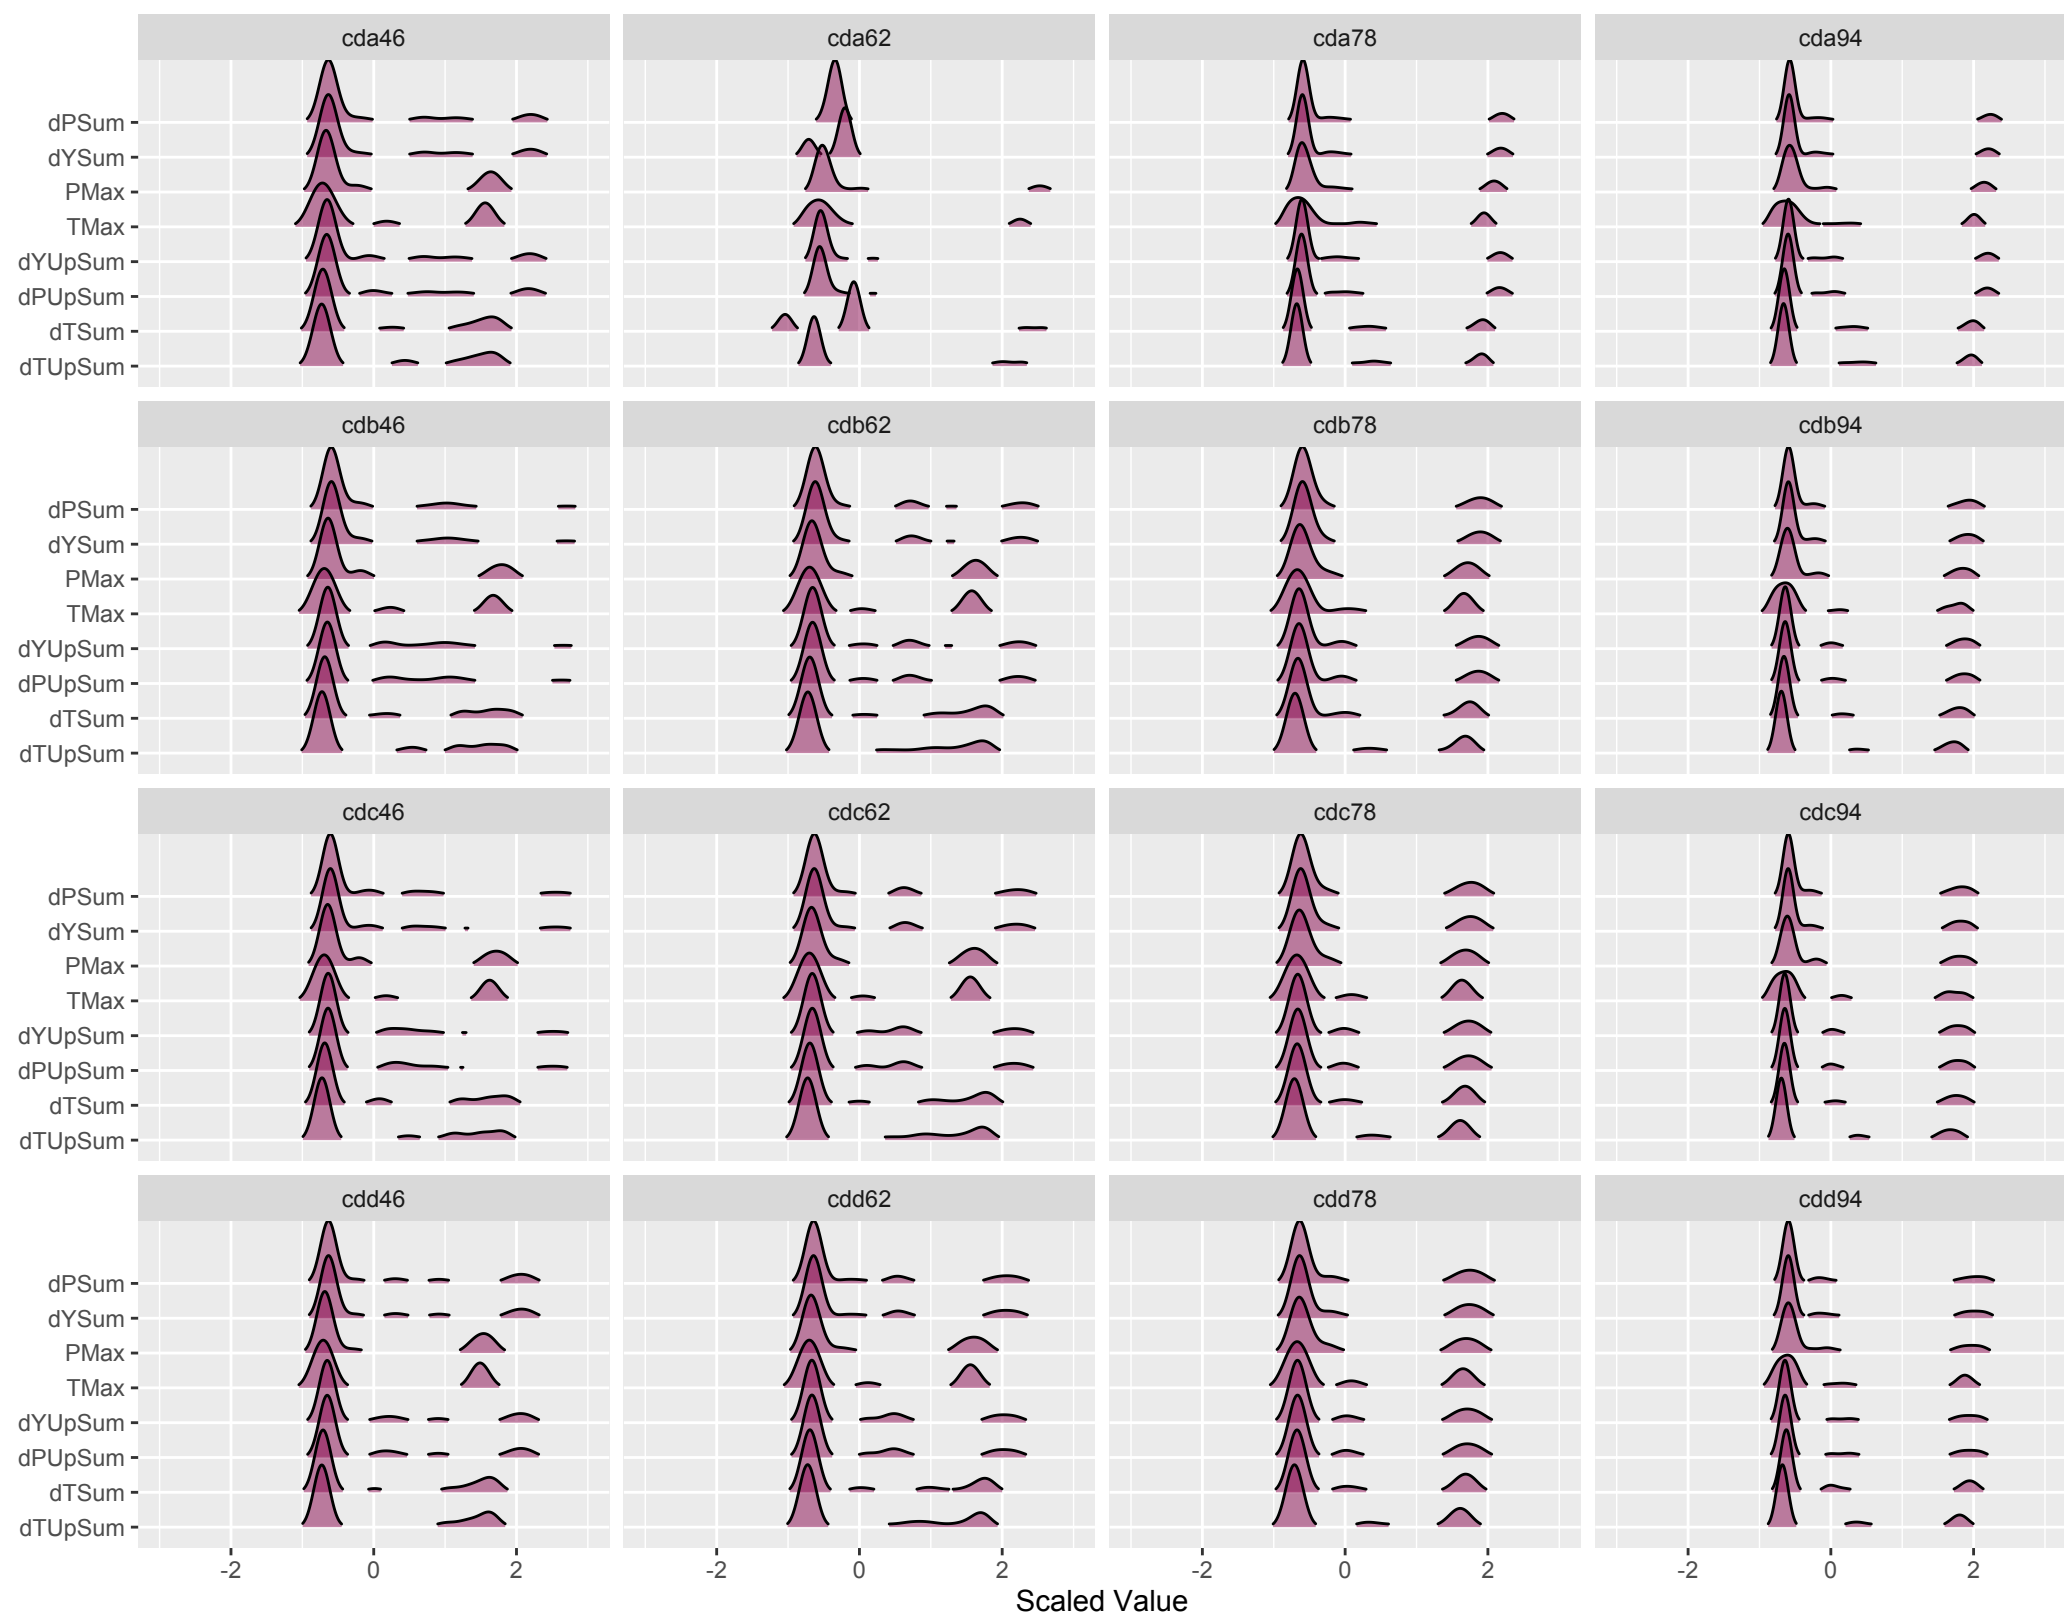 cda46 cda62 cda78 cda94
dPSum
dYSum
PMax
TMax
dYUpSum
dPUpSum
dTSum
dTUpSum
cdb46 cdb62 cdb78 cdb94
dPSum
dYSum
PMax
TMax
dYUpSum
dPUpSum
dTSum
dTUpSum
cdc46 cdc62 cdc78 cdc94
dPSum
dYSum
PMax
TMax
dYUpSum
dPUpSum
dTSum
dTUpSum
cdd46 cdd62 cdd78 cdd94
dPSum
dYSum
PMax
TMax
dYUpSum
dPUpSum
dTSum
dTUpSum
-2 0 2 -2 0 2 -2 0 2 -2 0 2
Scaled Value